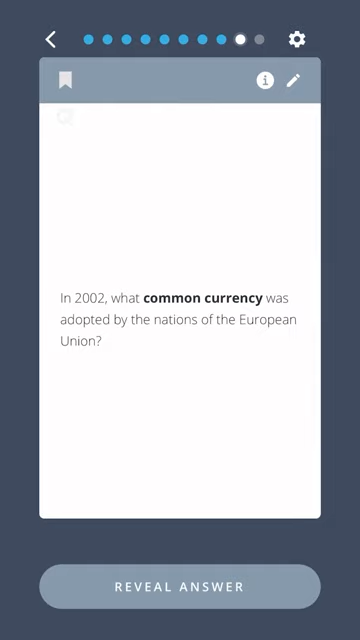 In 2002, what common currency was
adopted by the nations of the European
Union?
REVEAL ANSWER